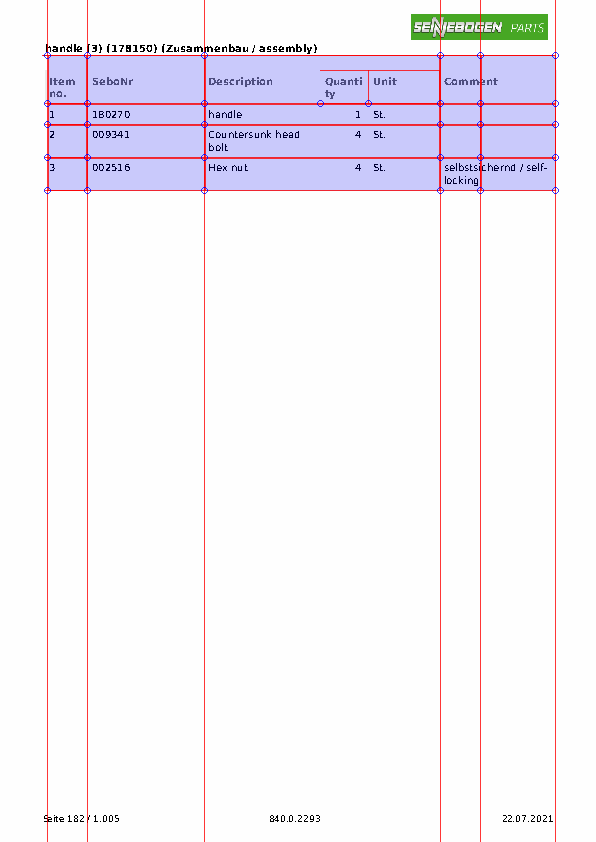 SENNEBOGEN PARTS
handle (3) (178150) (Zusammenbau / assembly)
Item no. SeboNr Description Quantity Unit Comment
1 180270 handle 1 St.
2 009341 Countersunk head bolt 4 St.
3 002516 Hex nut 4 St. selbstsichernd / self-locking
Seite 182 / 1.005 840.0.2293 22.07.2021